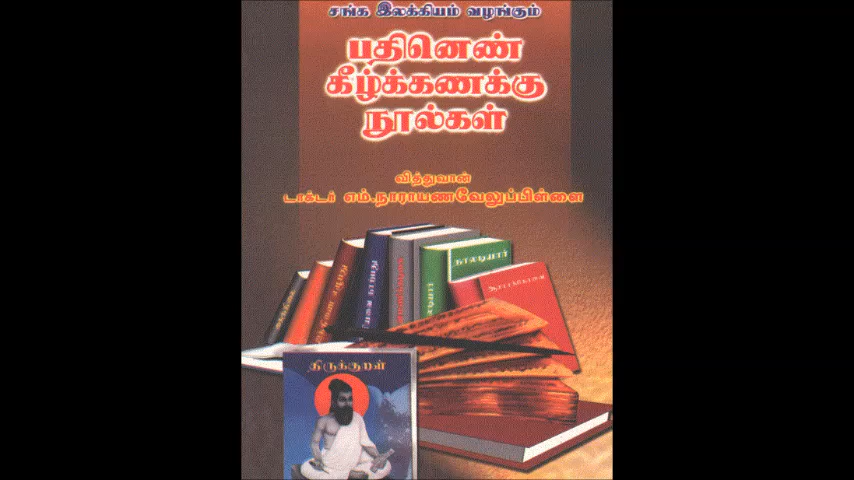 சங்க இலக்கியம் வழங்கும்
பதினெண்
கீழ்க்கணக்கு
நூல்கள்
வித்துவான்
டாக்டர் எம்.நாராயணவேலுப்பிள்ளை
நாலடியார்
திருக்குறள்